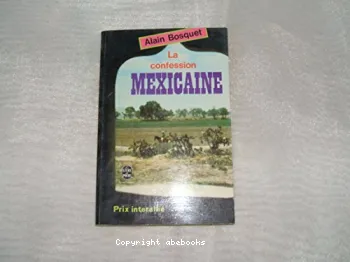 Alain Bosquet
La
confession
MEXICAINE
Prix interallié
Copyright abebooks